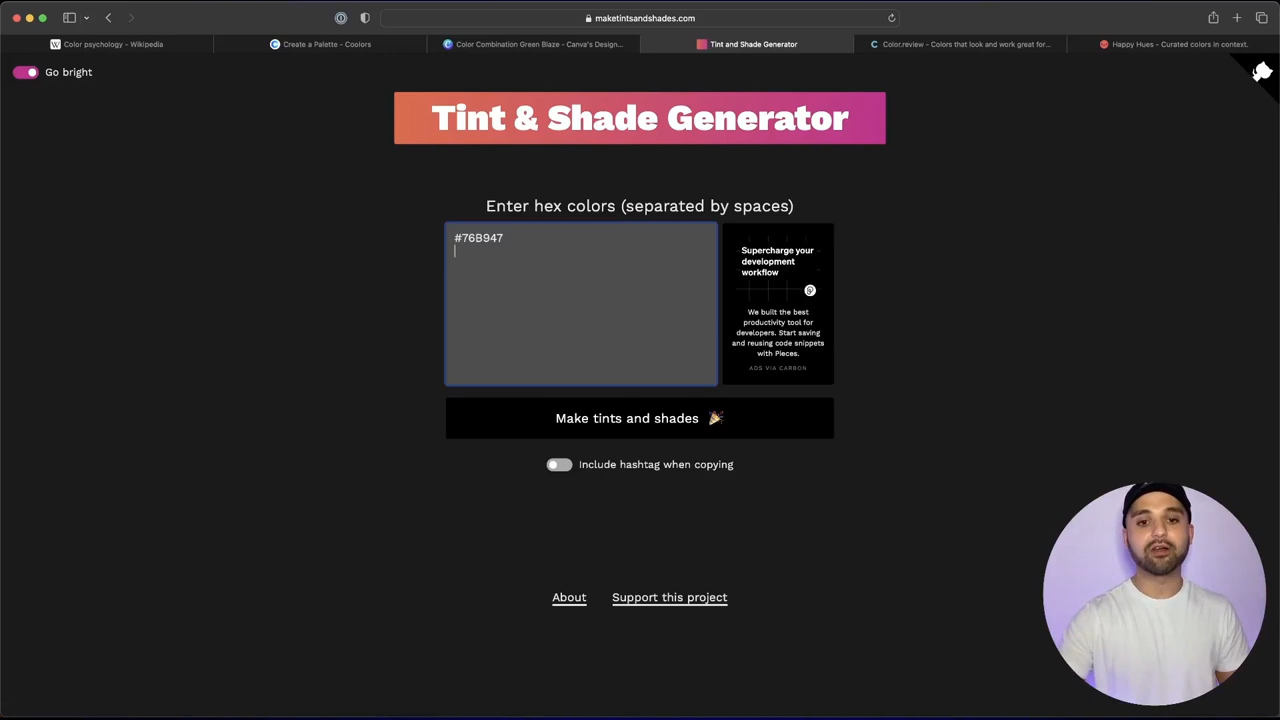 maketintsandshades.com
Color psychology - Wikipedia
Create a Palette - Coolors
Color Combination Green Blaze - Canva's Design...
Tint and Shade Generator
Color.review - Colors that look and work great for...
Happy Hues - Curated colors in context.
Go bright
Tint & Shade Generator
Enter hex colors (separated by spaces)
#76B947
Supercharge your
development
workflow
We built the best
productivity tool for
developers. Start saving
and reusing code snippets
with Pieces.
ADS VIA CARBON
Make tints and shades
Include hashtag when copying
About
Support this project